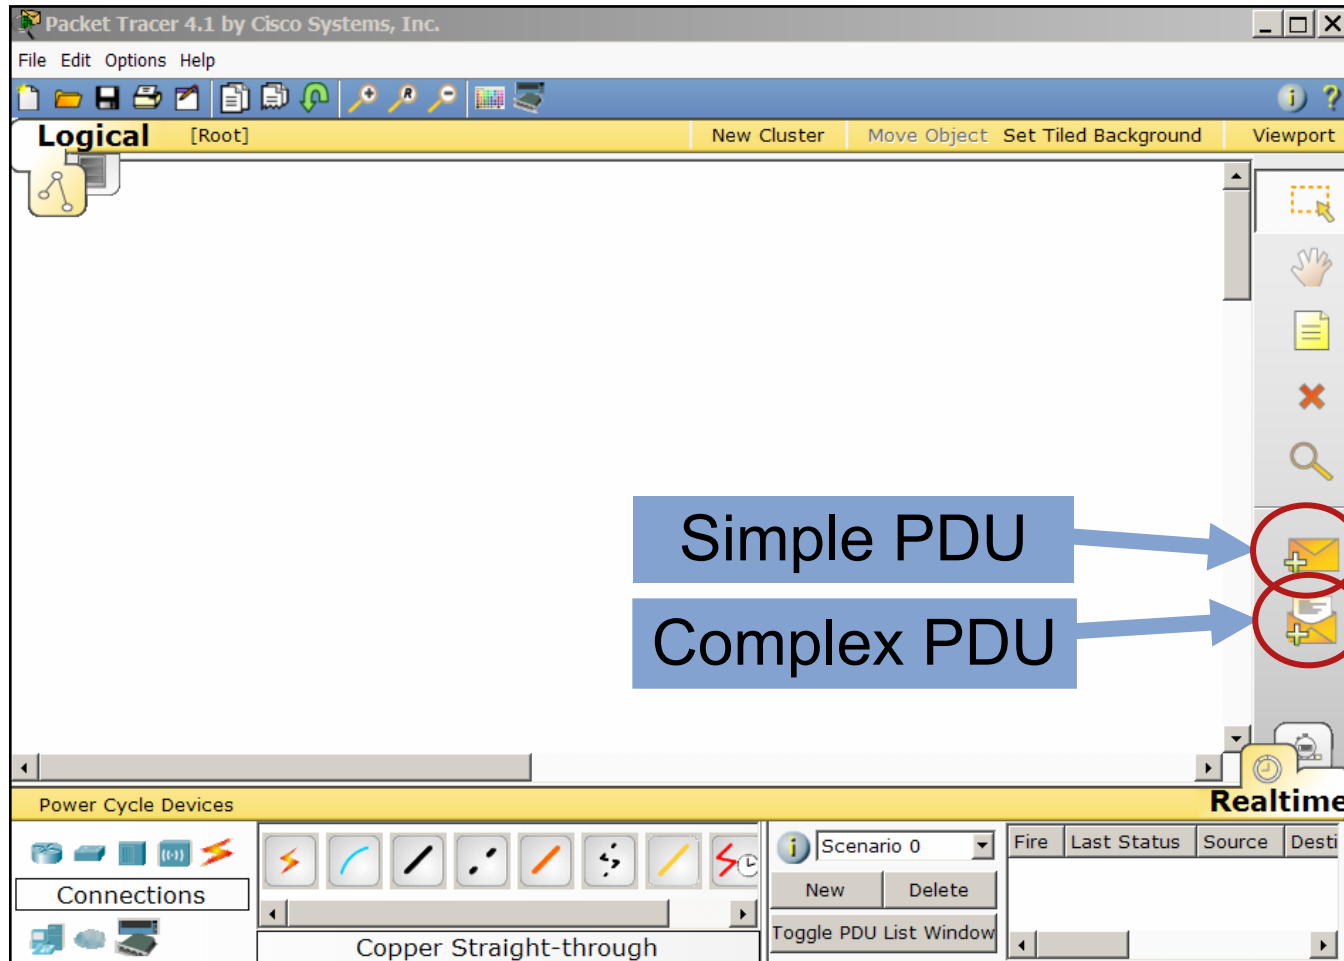 Packet Tracer 4.1 by Cisco Systems, Inc.
File Edit Options Help
Logical [Root] New Cluster Move Object Set Tiled Background Viewport
Simple PDU
Complex PDU
Power Cycle Devices Realtime
Scenario 0 Fire Last Status Source Desti
Connections New Delete
Toggle PDU List Window
Copper Straight-through